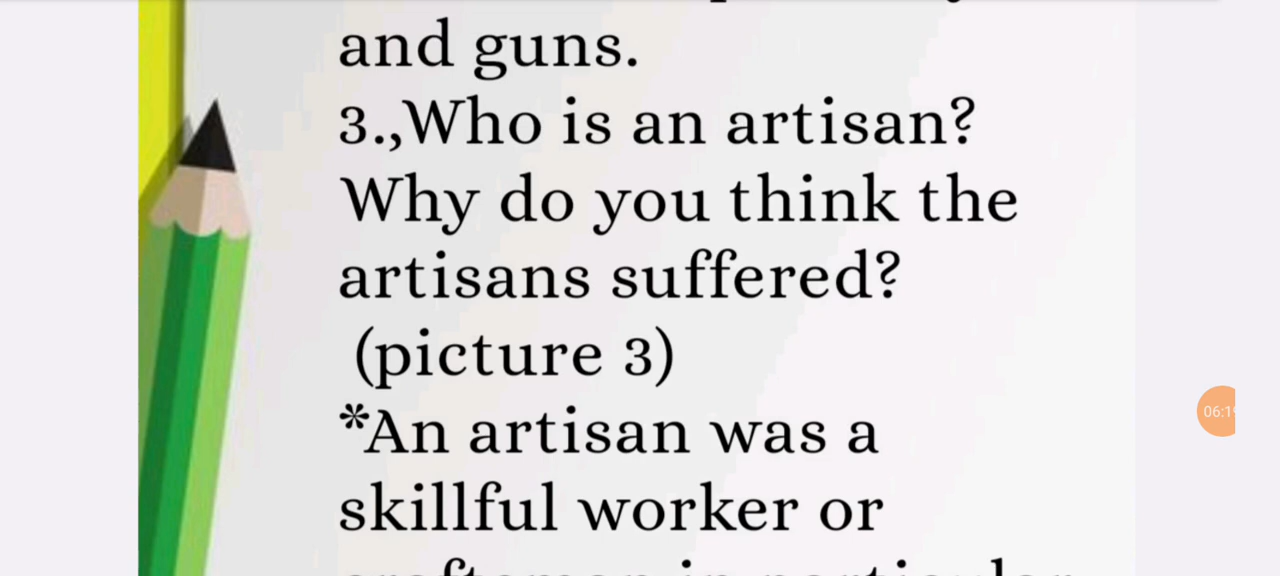 and guns.
3.,Who is an artisan?
Why do you think the
artisans suffered?
(picture 3)
*An artisan was a
skillful worker or